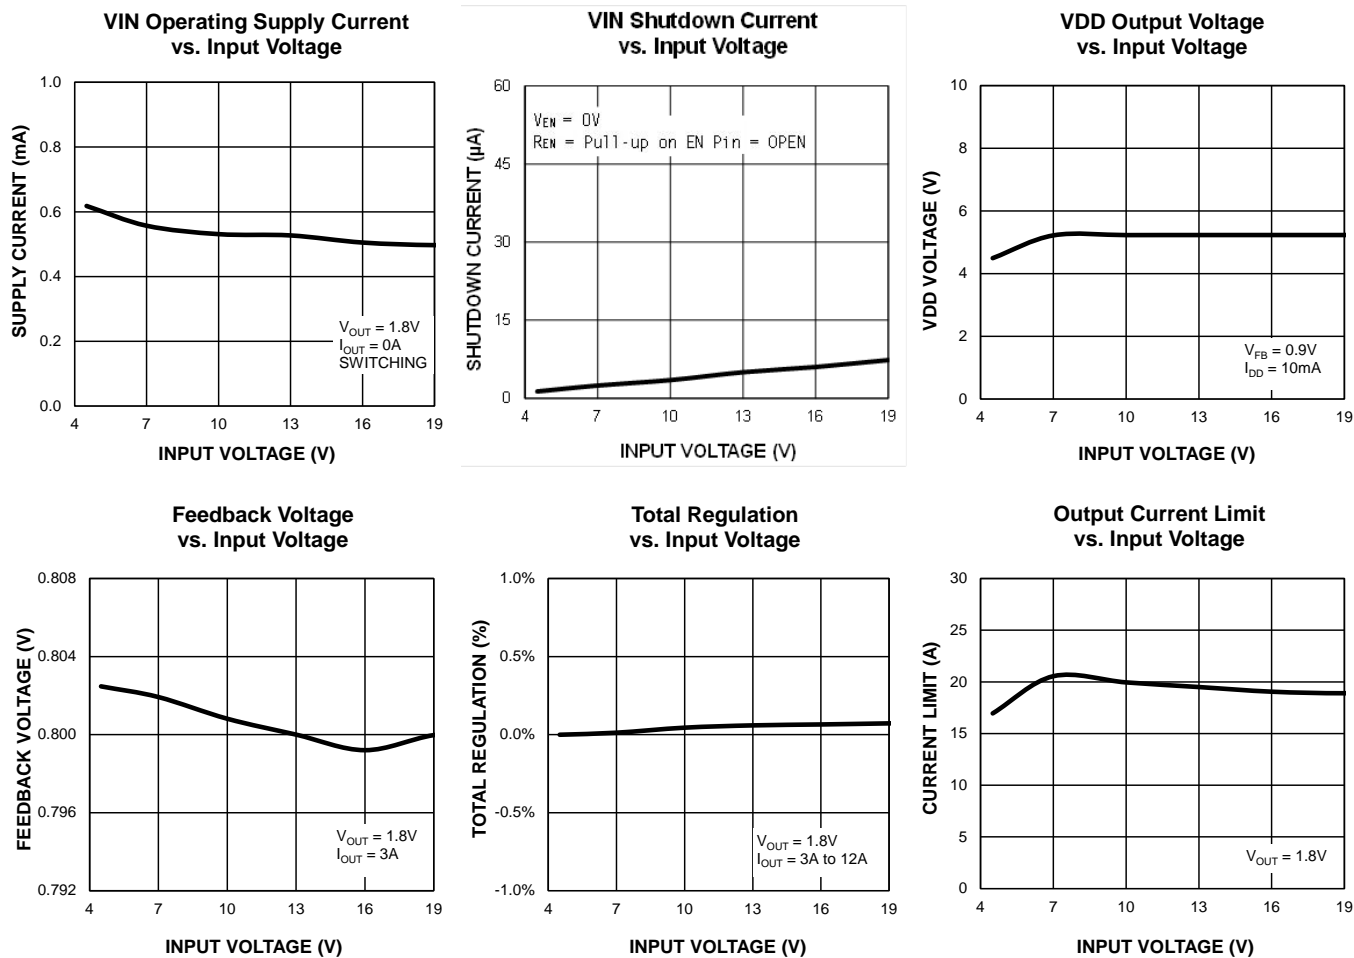 VIN Operating Supply Current
vs. Input Voltage
1.0
0.8
0.6
0.4
0.2
0.0
SUPPLY CURRENT (mA)
VOUT = 1.8V
IOUT = 0A
SWITCHING
4 7 10 13 16 19
INPUT VOLTAGE (V)
VIN Shutdown Current
vs. Input Voltage
60
45
30
15
0
SHUTDOWN CURRENT (µA)
VEN = 0V
REN = Pull-up on EN Pin = OPEN
4 7 10 13 16 19
INPUT VOLTAGE (V)
VDD Output Voltage
vs. Input Voltage
10
8
6
4
2
0
VDD VOLTAGE (V)
VFB = 0.9V
IDD = 10mA
4 7 10 13 16 19
INPUT VOLTAGE (V)
Feedback Voltage
vs. Input Voltage
0.808
0.804
0.800
0.796
0.792
FEEDBACK VOLTAGE (V)
VOUT = 1.8V
IOUT = 3A
4 7 10 13 16 19
INPUT VOLTAGE (V)
Total Regulation
vs. Input Voltage
1.0%
0.5%
0.0%
-0.5%
-1.0%
TOTAL REGULATION (%)
VOUT = 1.8V
IOUT = 3A to 12A
4 7 10 13 16 19
INPUT VOLTAGE (V)
Output Current Limit
vs. Input Voltage
30
25
20
15
10
5
0
CURRENT LIMIT (A)
VOUT = 1.8V
4 7 10 13 16 19
INPUT VOLTAGE (V)